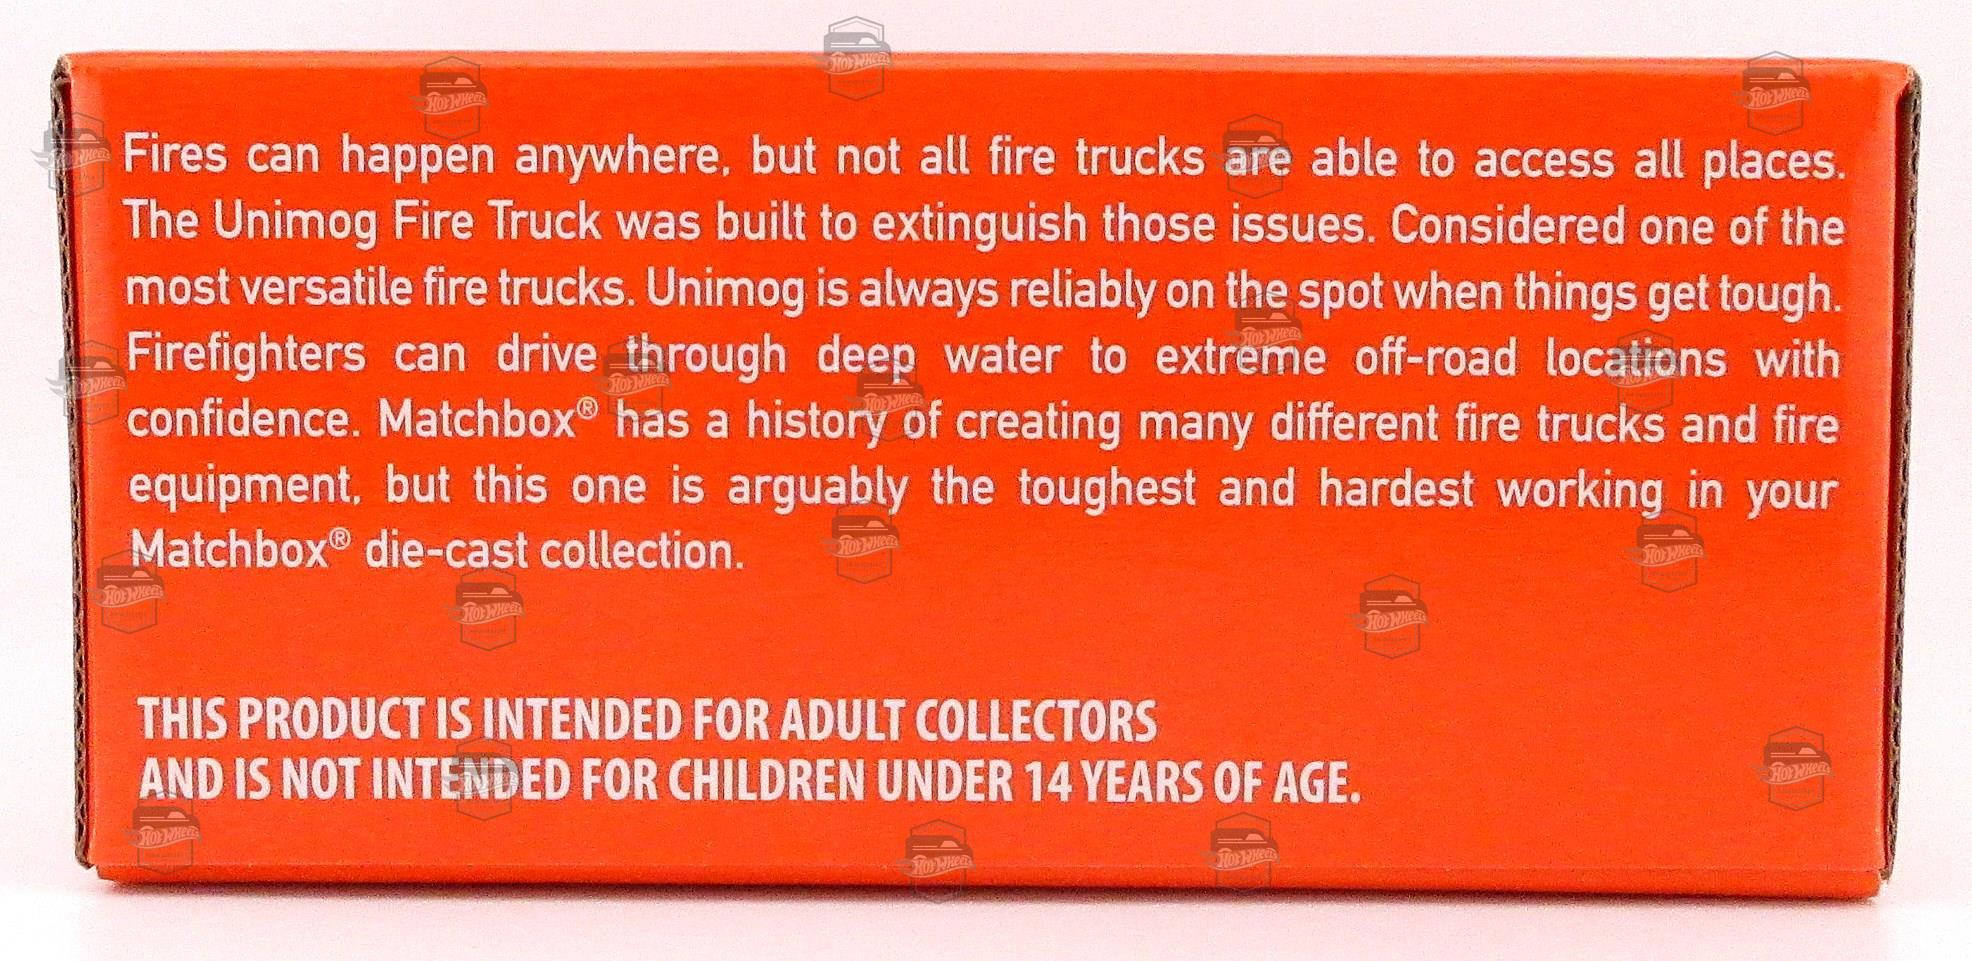 Fires can happen anywhere, but not all fire trucks are able to access all places.
The Unimog Fire Truck was built to extinguish those issues. Considered one of the
most versatile fire trucks. Unimog is always reliably on the spot when things get tough.
Firefighters can drive through deep water to extreme off-road locations with
confidence. Matchbox® has a history of creating many different fire trucks and fire
equipment, but this one is arguably the toughest and hardest working in your
Matchbox® die-cast collection.
THIS PRODUCT IS INTENDED FOR ADULT COLLECTORS
AND IS NOT INTENDED FOR CHILDREN UNDER 14 YEARS OF AGE.